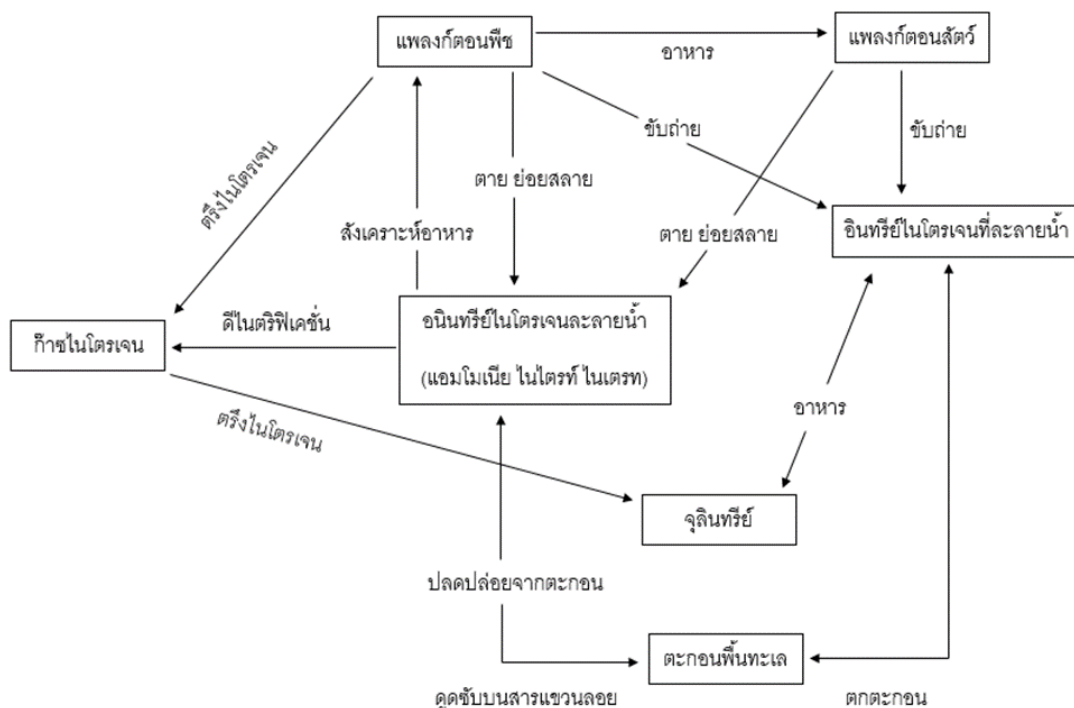 แพลงก์ตอนพืช
อาหาร
แพลงก์ตอนสัตว์
ขับถ่าย
ขับถ่าย
ตรึงไนโตรเจน
ตาย ย่อยสลาย
สังเคราะห์อาหาร
ตาย ย่อยสลาย
อินทรีย์ไนโตรเจนที่ละลายน้ำ
ก๊าซไนโตรเจน
ดีไนตริฟิเคชั่น
อนินทรีย์ไนโตรเจนละลายน้ำ
(แอมโมเนีย ไนไตรท์ ไนเตรท)
ตรึงไนโตรเจน
อาหาร
จุลินทรีย์
ปลดปล่อยจากตะกอน
ตะกอนพื้นทะเล
ดูดซับบนสารแขวนลอย
ตกตะกอน